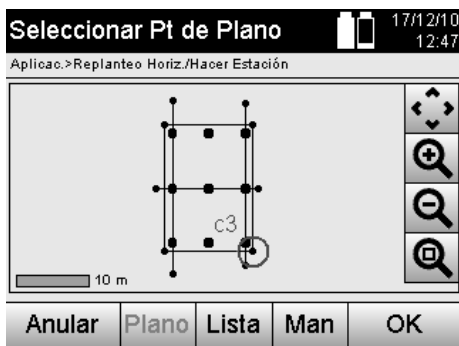 Seleccionar Pt de Plano
17/12/10
12:47
Aplicac.>Replanteo Horiz./Hacer Estación
c3
10 m
Anular Plano Lista Man OK